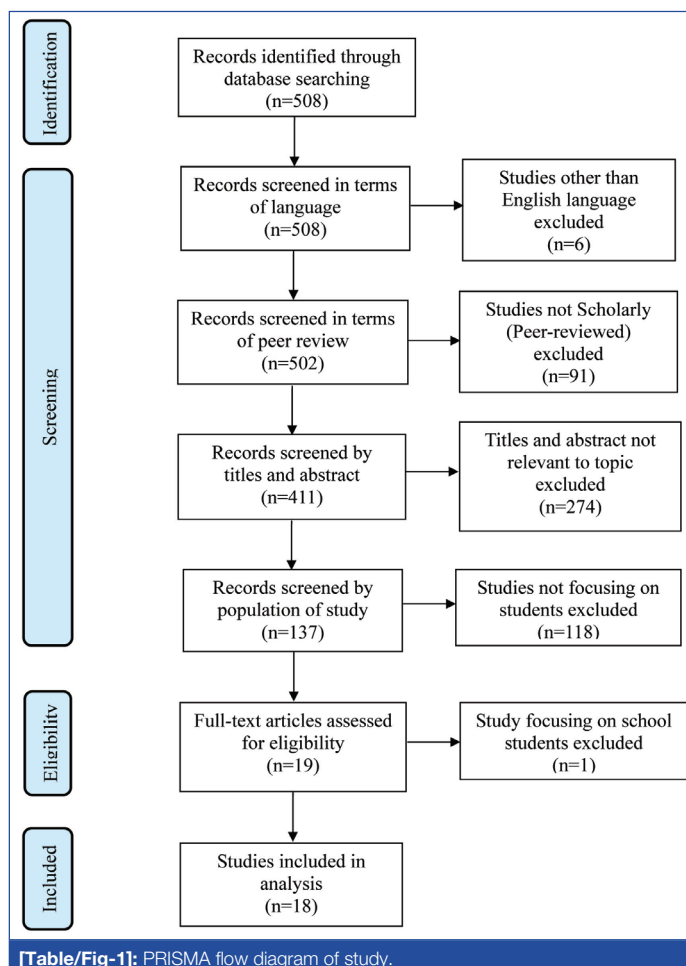 Identification
Records identified through
database searching
(n=508)
Screening
Records screened in terms
of language
(n=508)
Studies other than
English language
excluded
(n=6)
Records screened in terms
of peer review
(n=502)
Studies not Scholarly
(Peer-reviewed)
excluded
(n=91)
Records screened by
titles and abstract
(n=411)
Titles and abstract not
relevant to topic
excluded
(n=274)
Records screened by
population of study
(n=137)
Studies not focusing on
students excluded
(n=118)
Eligibility
Full-text articles assessed
for eligibility
(n=19)
Study focusing on school
students excluded
(n=1)
Included
Studies included in
analysis
(n=18)
[Table/Fig-1]: PRISMA flow diagram of study.